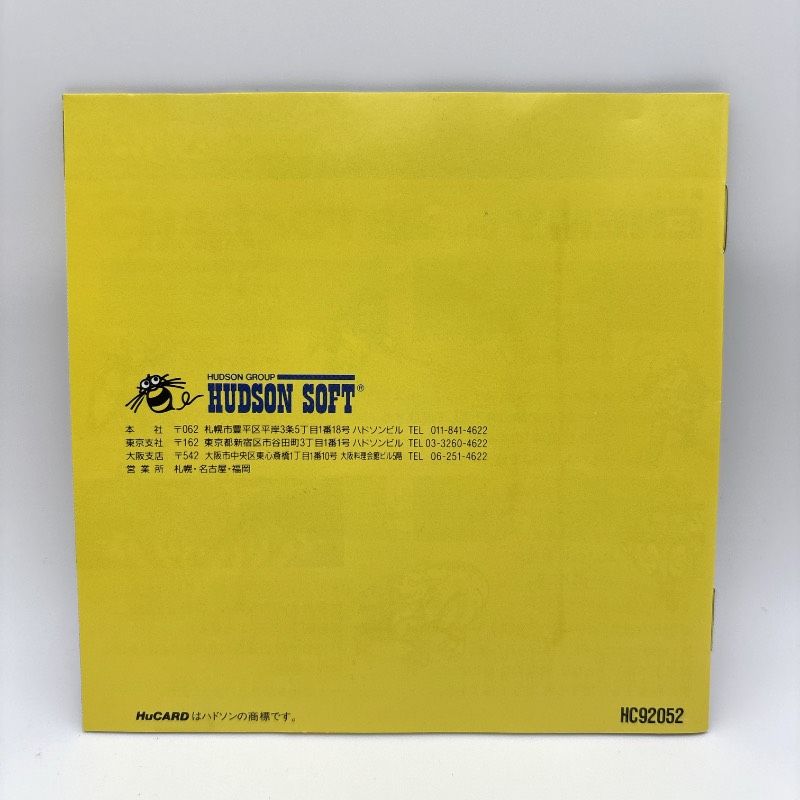 HUDSON GROUP
HUDSON SOFT®
本 社 〒062 札幌市豊平区平岸3条5丁目1番18号 ハドソンビル TEL 011-841-4622
東京支社 〒162 東京都新宿区市谷田町3丁目1番1号 ハドソンビル TEL 03-3260-4622
大阪支店 〒542 大阪市中央区東心斎橋1丁目1番10号 大阪料理会館ビル5階 TEL 06-251-4622
営 業 所 札幌・名古屋・福岡
HuCARDはハドソンの商標です。
HC92052